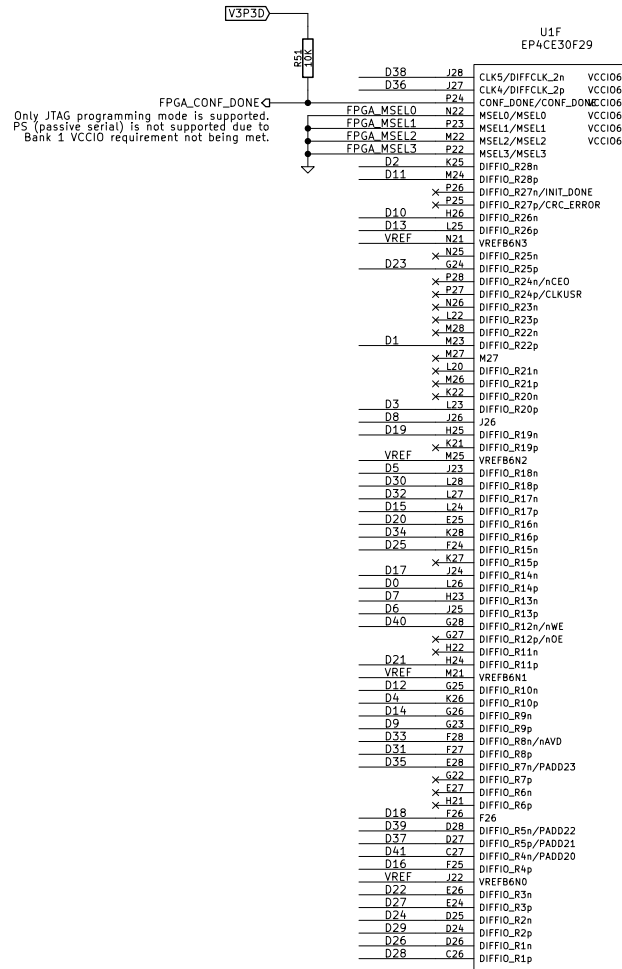 V3P3D
R51
10K
U1F
EP4CE30F29
FPGA_CONF_DONE
Only JTAG programming mode is supported.
PS (passive serial) is not supported due to
Bank 1 VCCIO requirement not being met.
D38 J28 CLK5/DIFFCLK_2n VCCIO6
D36 J27 CLK4/DIFFCLK_2p VCCIO6
P24 CONF_DONE/CONF_DONE VCCIO6
FPGA_MSEL0 N22 MSEL0/MSEL0 VCCIO6
FPGA_MSEL1 P23 MSEL1/MSEL1 VCCIO6
FPGA_MSEL2 M22 MSEL2/MSEL2 VCCIO6
FPGA_MSEL3 P22 MSEL3/MSEL3
D2 K25 DIFFIO_R28n
D11 M24 DIFFIO_R28p
P26 DIFFIO_R27n/INIT_DONE
P25 DIFFIO_R27p/CRC_ERROR
D10 H26 DIFFIO_R26n
D13 L25 DIFFIO_R26p
VREF N21 VREFB6N3
N25 DIFFIO_R25n
D23 G24 DIFFIO_R25p
P28 DIFFIO_R24n/nCEO
P27 DIFFIO_R24p/CLKUSR
N26 DIFFIO_R23n
L22 DIFFIO_R23p
M28 DIFFIO_R22n
D1 M23 DIFFIO_R22p
M27 M27
L20 DIFFIO_R21n
M26 DIFFIO_R21p
K22 DIFFIO_R20n
D3 L23 DIFFIO_R20p
D8 J26 J26
D19 H25 DIFFIO_R19n
K21 DIFFIO_R19p
VREF M25 VREFB6N2
D5 J23 DIFFIO_R18n
D30 L28 DIFFIO_R18p
D32 L27 DIFFIO_R17n
D15 L24 DIFFIO_R17p
D20 E25 DIFFIO_R16n
D34 K28 DIFFIO_R16p
D25 F24 DIFFIO_R15n
K27 DIFFIO_R15p
D17 J24 DIFFIO_R14n
D0 L26 DIFFIO_R14p
D7 H23 DIFFIO_R13n
D6 J25 DIFFIO_R13p
D40 G28 DIFFIO_R12n/nWE
G27 DIFFIO_R12p/nOE
H22 DIFFIO_R11n
D21 H24 DIFFIO_R11p
VREF M21 VREFB6N1
D12 G25 DIFFIO_R10n
D4 K26 DIFFIO_R10p
D14 G26 DIFFIO_R9n
D9 G23 DIFFIO_R9p
D33 F28 DIFFIO_R8n/nAVD
D31 F27 DIFFIO_R8p
D35 E28 DIFFIO_R7n/PADD23
G22 DIFFIO_R7p
E27 DIFFIO_R6n
H21 DIFFIO_R6p
D18 F26 F26
D39 D28 DIFFIO_R5n/PADD22
D37 D27 DIFFIO_R5p/PADD21
D41 C27 DIFFIO_R4n/PADD20
D16 F25 DIFFIO_R4p
VREF J22 VREFB6N0
D22 E26 DIFFIO_R3n
D27 E24 DIFFIO_R3p
D24 D25 DIFFIO_R2n
D29 D24 DIFFIO_R2p
D26 D26 DIFFIO_R1n
D28 C26 DIFFIO_R1p